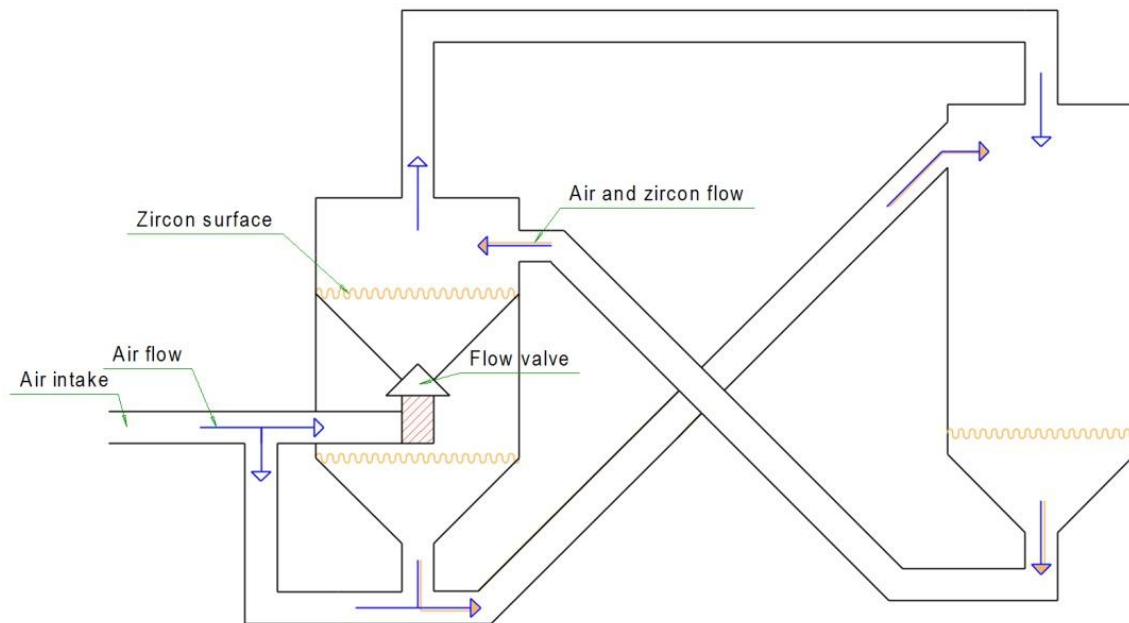 Air and zircon flow
Zircon surface
Air flow
Flow valve
Air intake